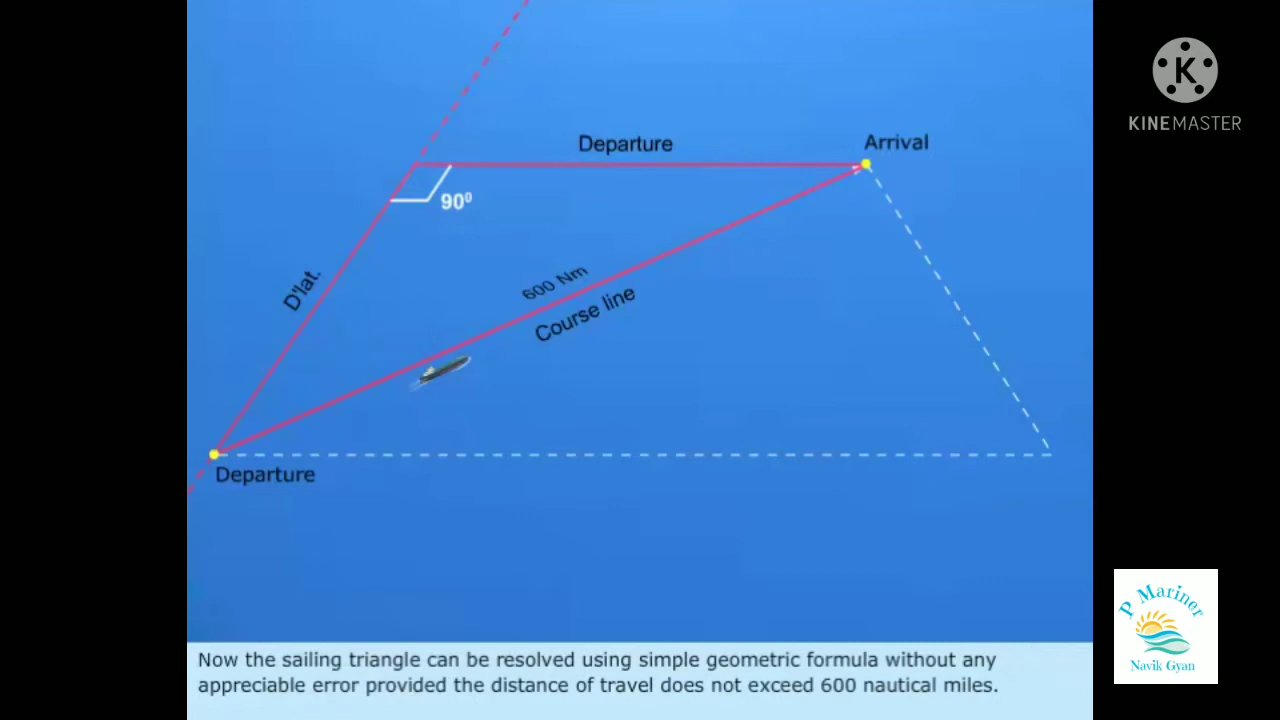 Departure
Arrival
90⁰
D'lat.
600 Nm
Course line
Departure
Now the sailing triangle can be resolved using simple geometric formula without any
appreciable error provided the distance of travel does not exceed 600 nautical miles.
K
KINEMASTER
P Mariner
Navik Gyan